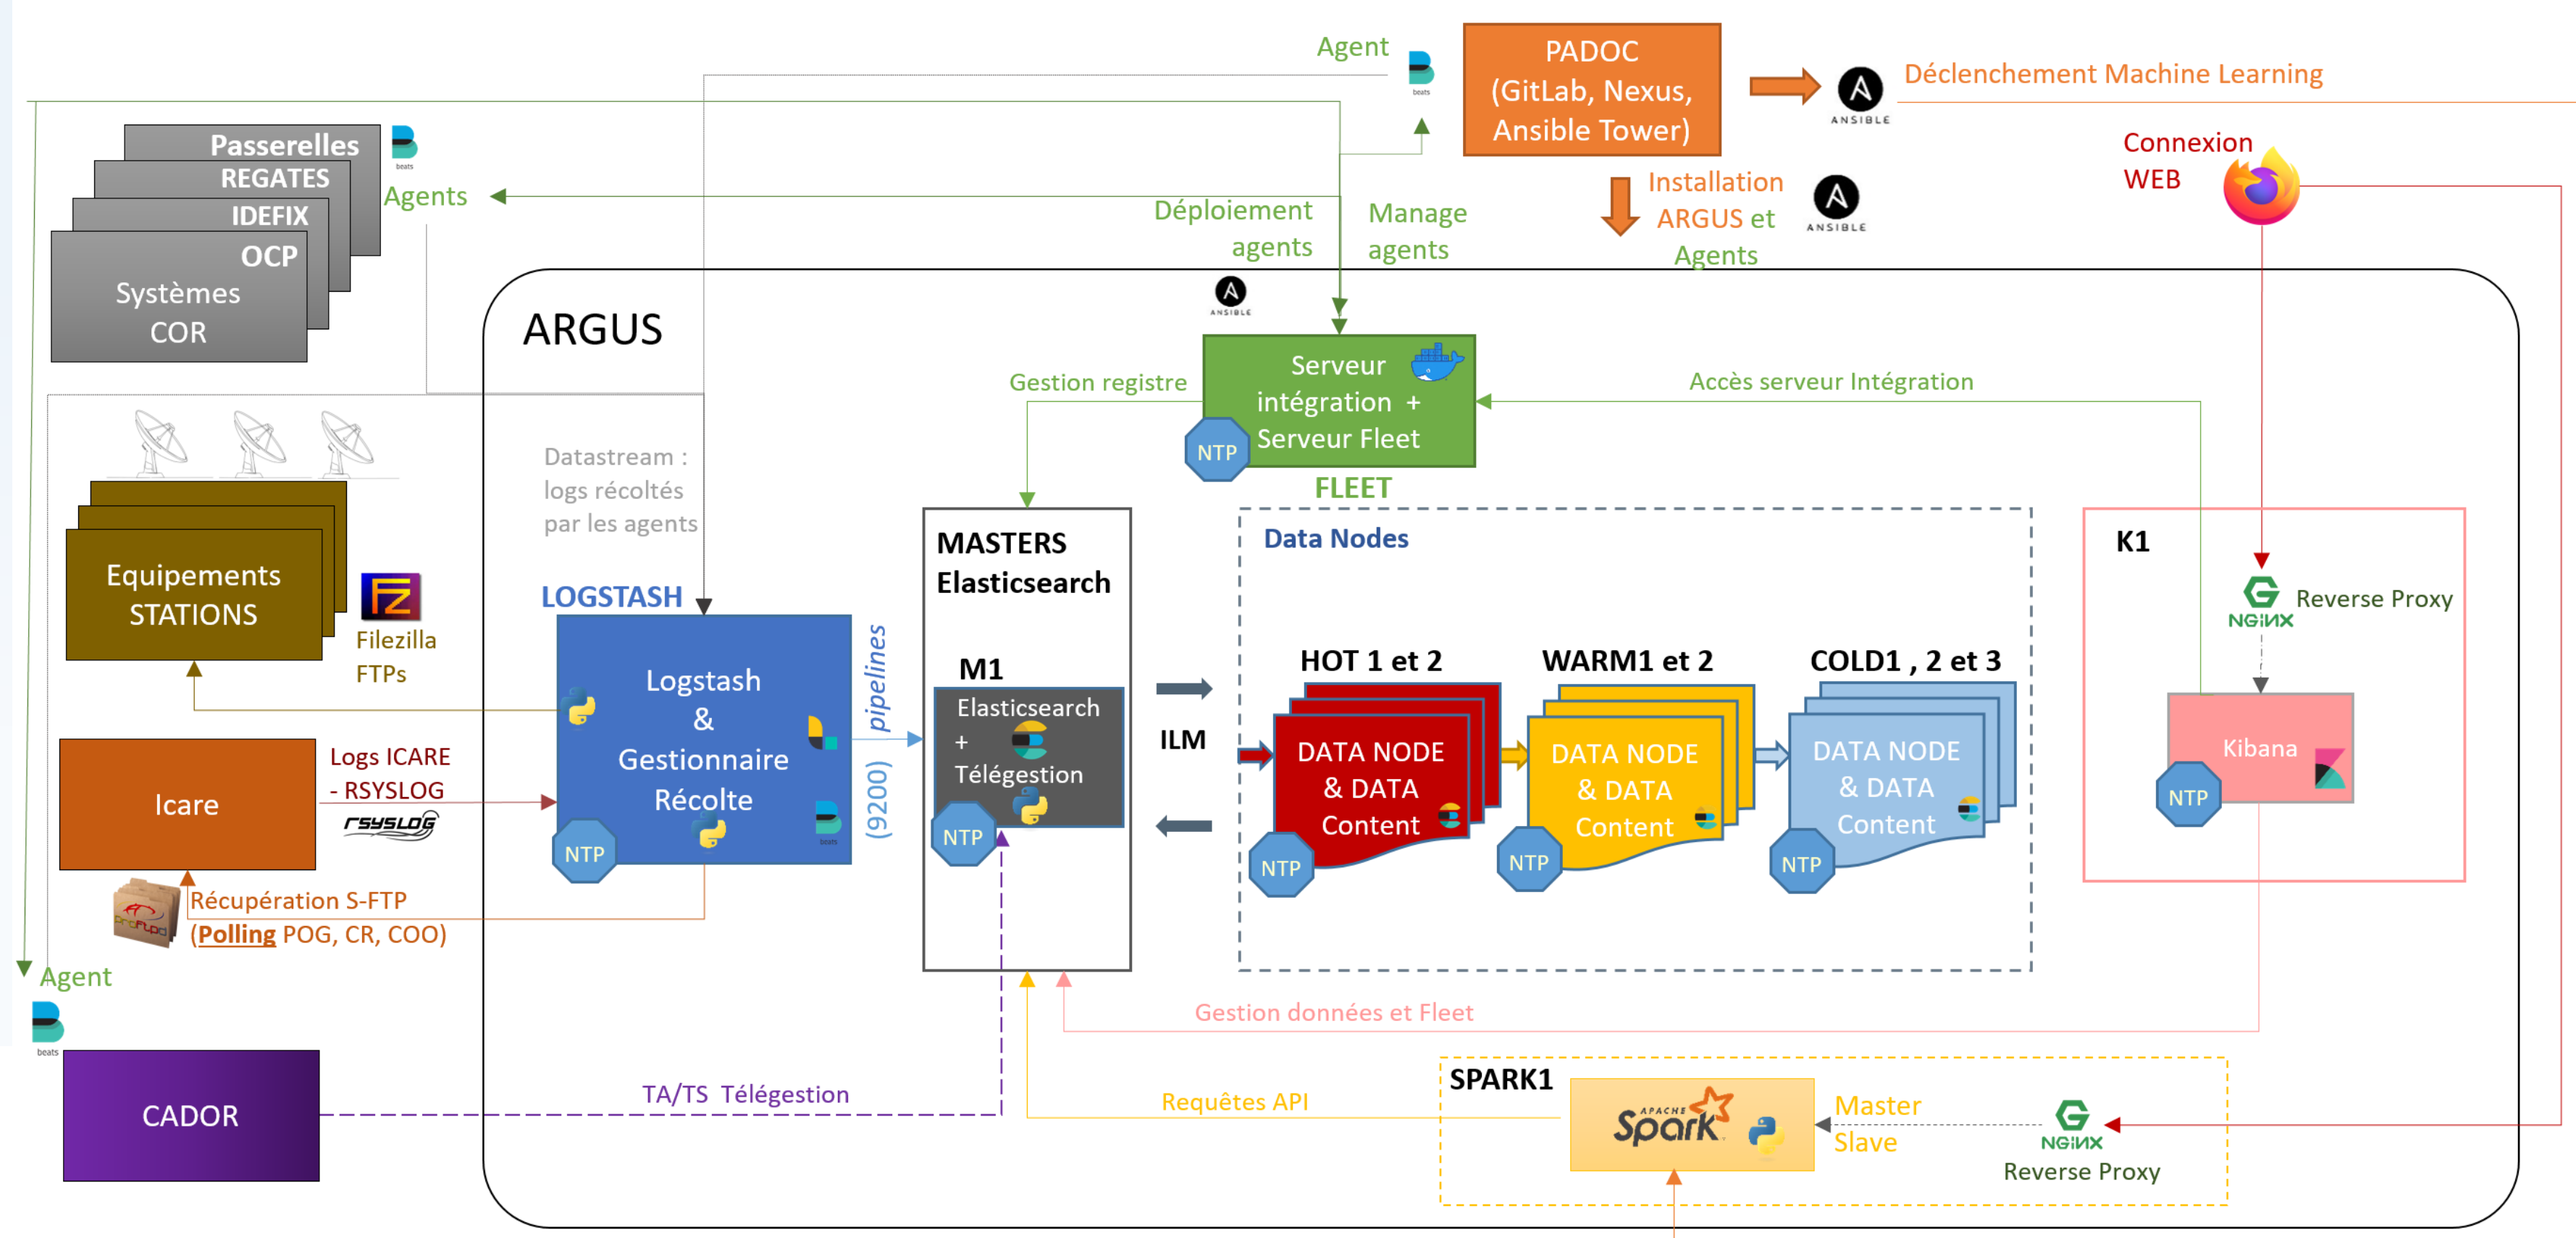 Agent
beats
PADOC
(GitLab, Nexus,
Ansible Tower)
ANSIBLE
Déclenchement Machine Learning
Connexion
WEB
Passerelles
REGATES
IDEFIX
OCP
Systèmes
COR
beats
Agents
Déploiement
agents
Manage
agents
Installation
ARGUS et
Agents
ANSIBLE
ARGUS
ANSIBLE
Serveur
intégration +
Serveur Fleet
NTP
FLEET
Gestion registre
Accès serveur Intégration
Datastream :
logs récoltés
par les agents
Equipements
STATIONS
Filezilla
FTPs
LOGSTASH
Logstash
&
Gestionnaire
Récolte
beats
NTP
pipelines
(9200)
MASTERS
Elasticsearch
M1
Elasticsearch
+
Télégestion
NTP
ILM
Data Nodes
HOT 1 et 2
DATA NODE
& DATA
Content
NTP
WARM1 et 2
DATA NODE
& DATA
Content
NTP
COLD1 , 2 et 3
DATA NODE
& DATA
Content
NTP
K1
NGINX
Reverse Proxy
Kibana
NTP
Icare
Logs ICARE
- RSYSLOG
rsyslog
ProFTPD
Récupération S-FTP
(Polling POG, CR, COO)
Agent
beats
CADOR
TA/TS Télégestion
Gestion données et Fleet
Requêtes API
SPARK1
APACHE
Spark
Master
Slave
NGINX
Reverse Proxy